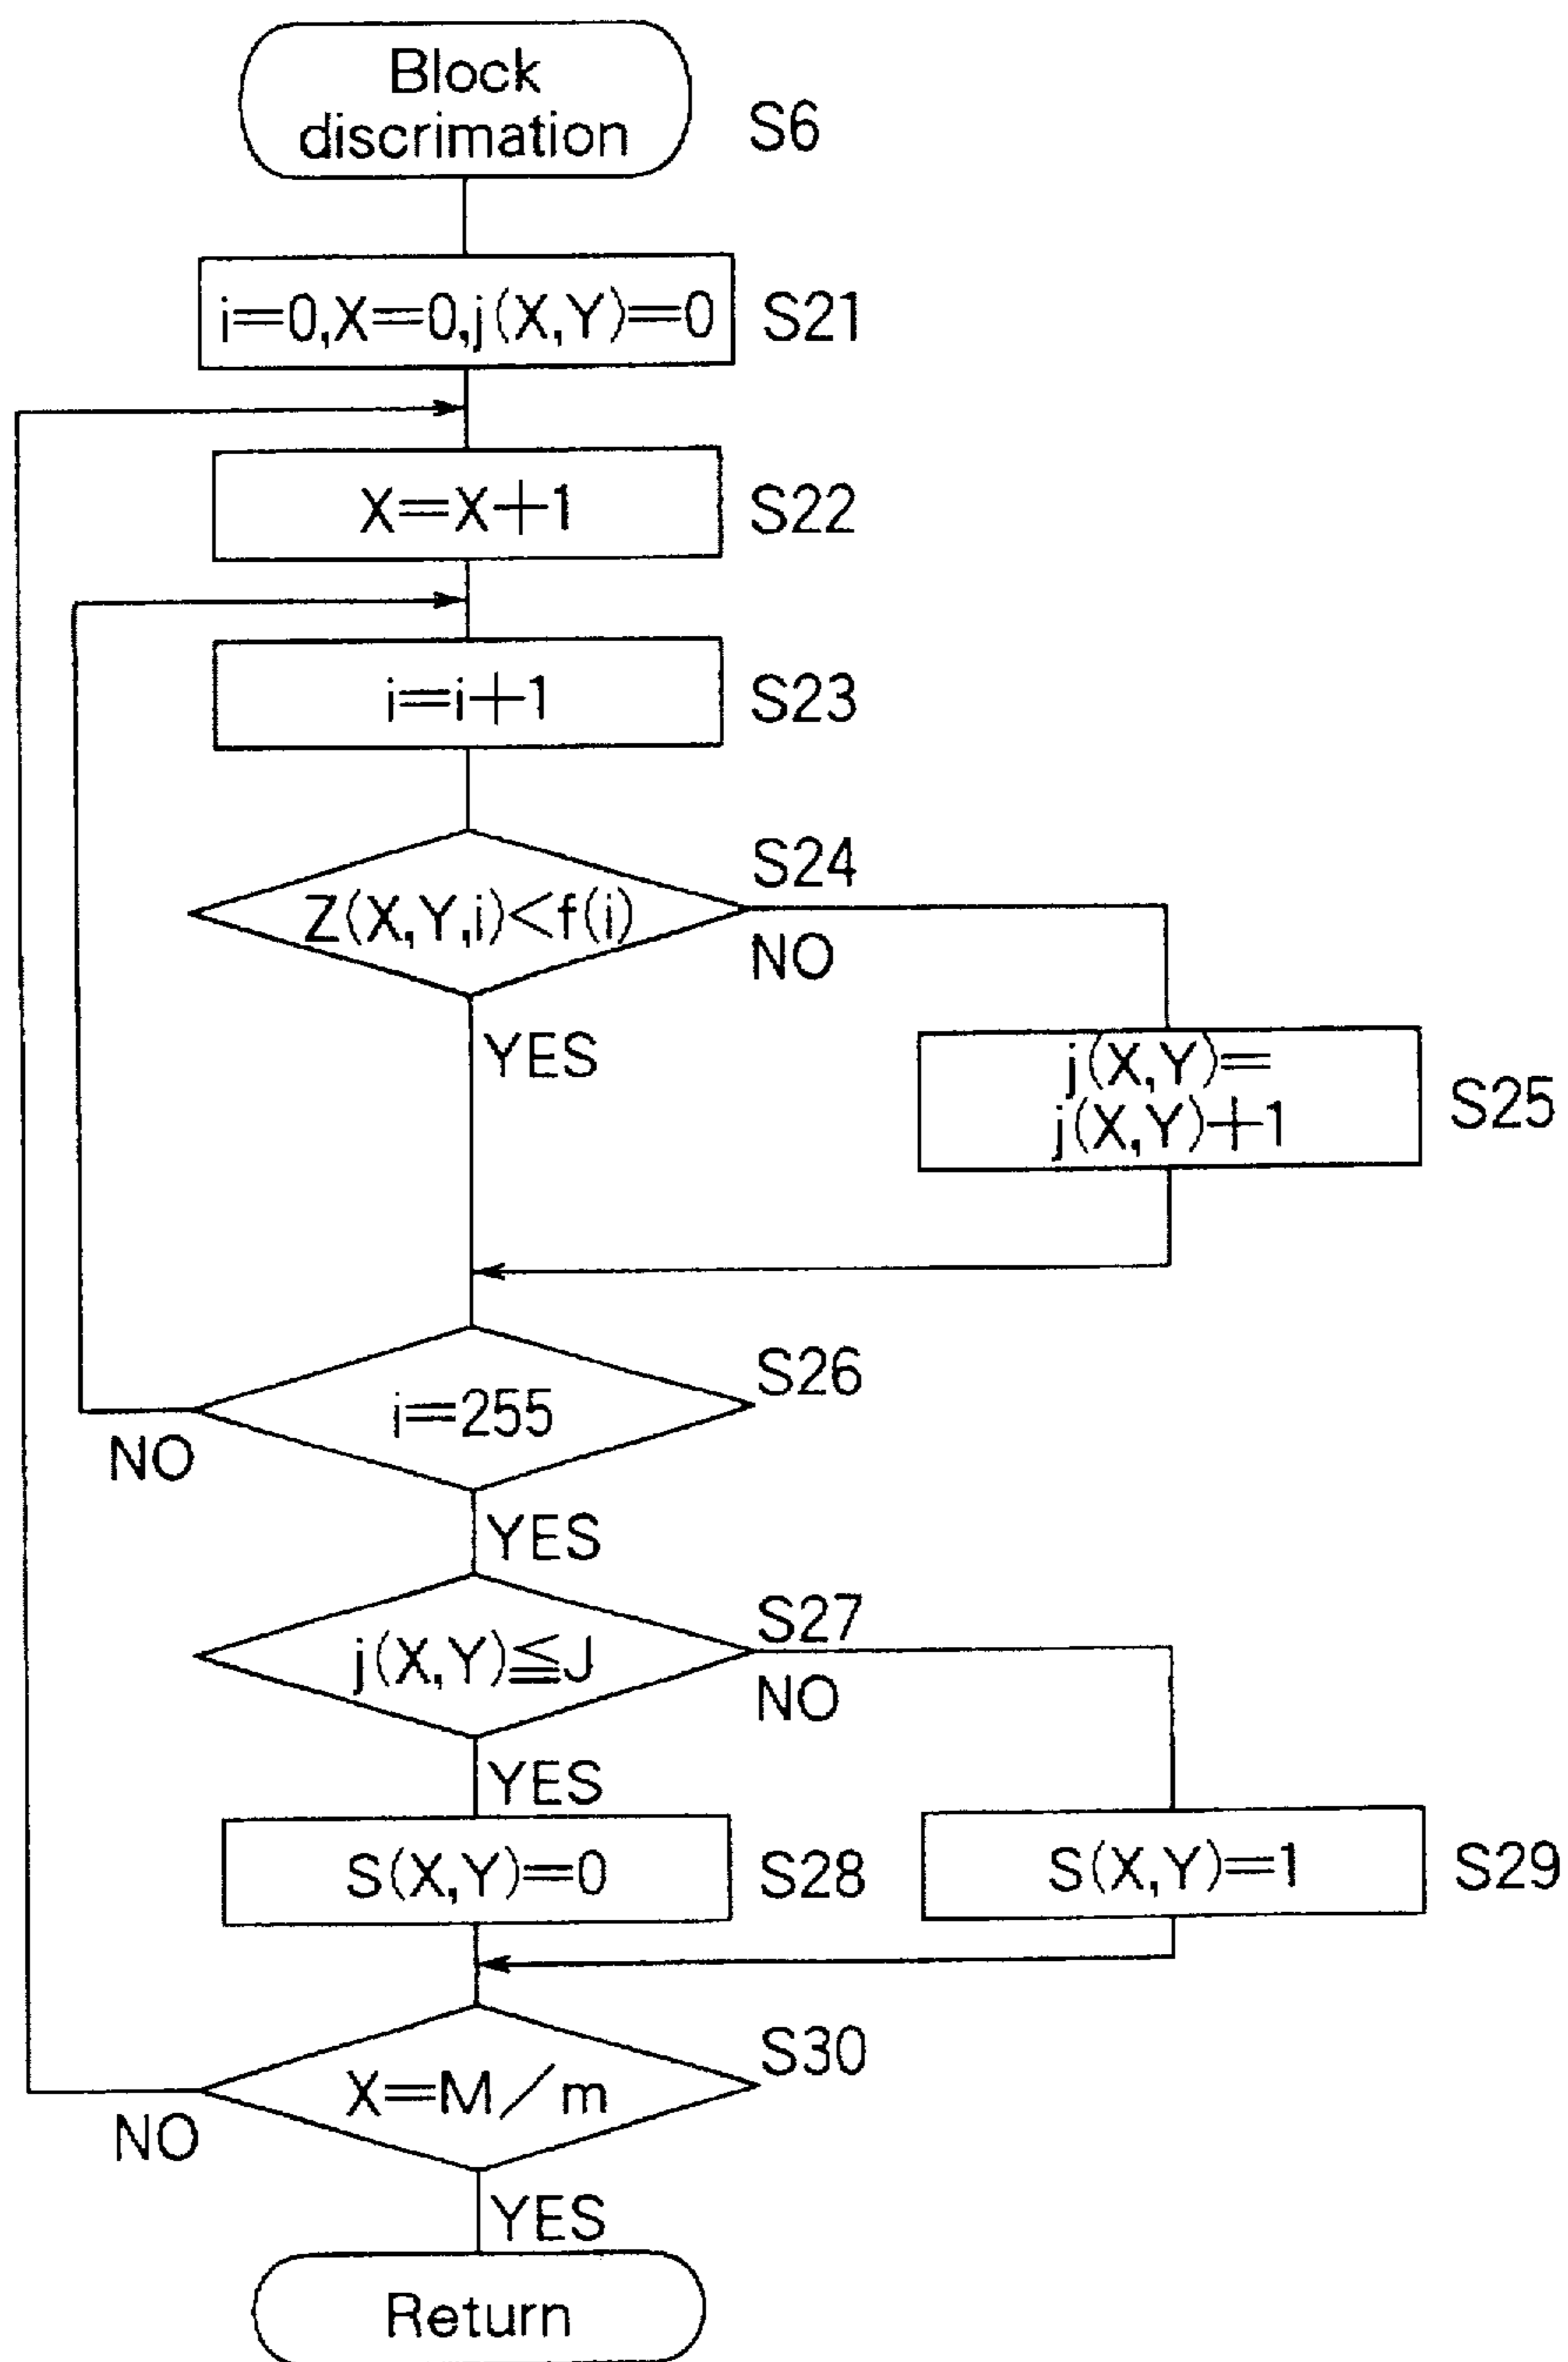 Block
discrimation
S6
i=0,X=0,j(X,Y)=0
S21
X=X+1
S22
i=i+1
S23
S24
Z(X,Y,i)<f(i)
NO
YES
j(X,Y)=
j(X,Y)+1
S25
S26
i=255
NO
YES
S27
j(X,Y)≦J
NO
YES
S(X,Y)=0
S28
S(X,Y)=1
S29
S30
X=M/m
NO
YES
Return